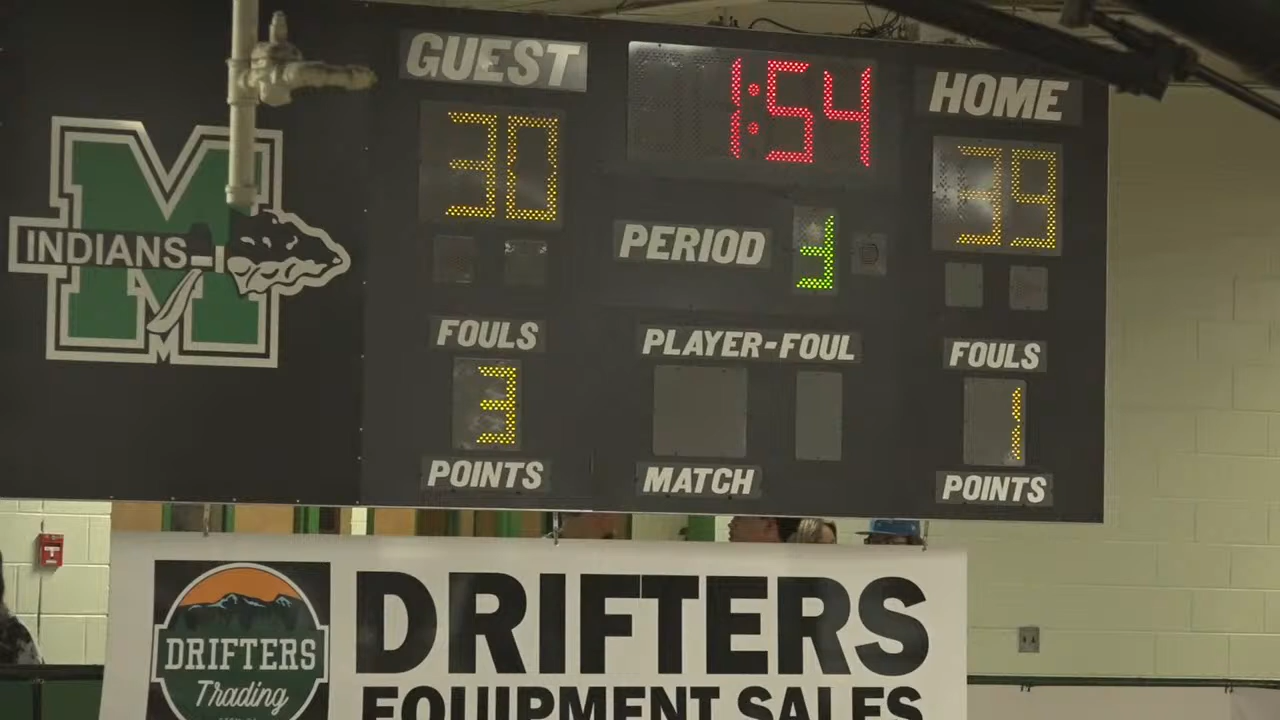 GUEST
1:54
HOME
30
39
INDIANS
M
PERIOD
3
FOULS
PLAYER-FOUL
FOULS
3
1
POINTS
MATCH
POINTS
DRIFTERS
Trading
DRIFTERS
EQUIPMENT SALES
T